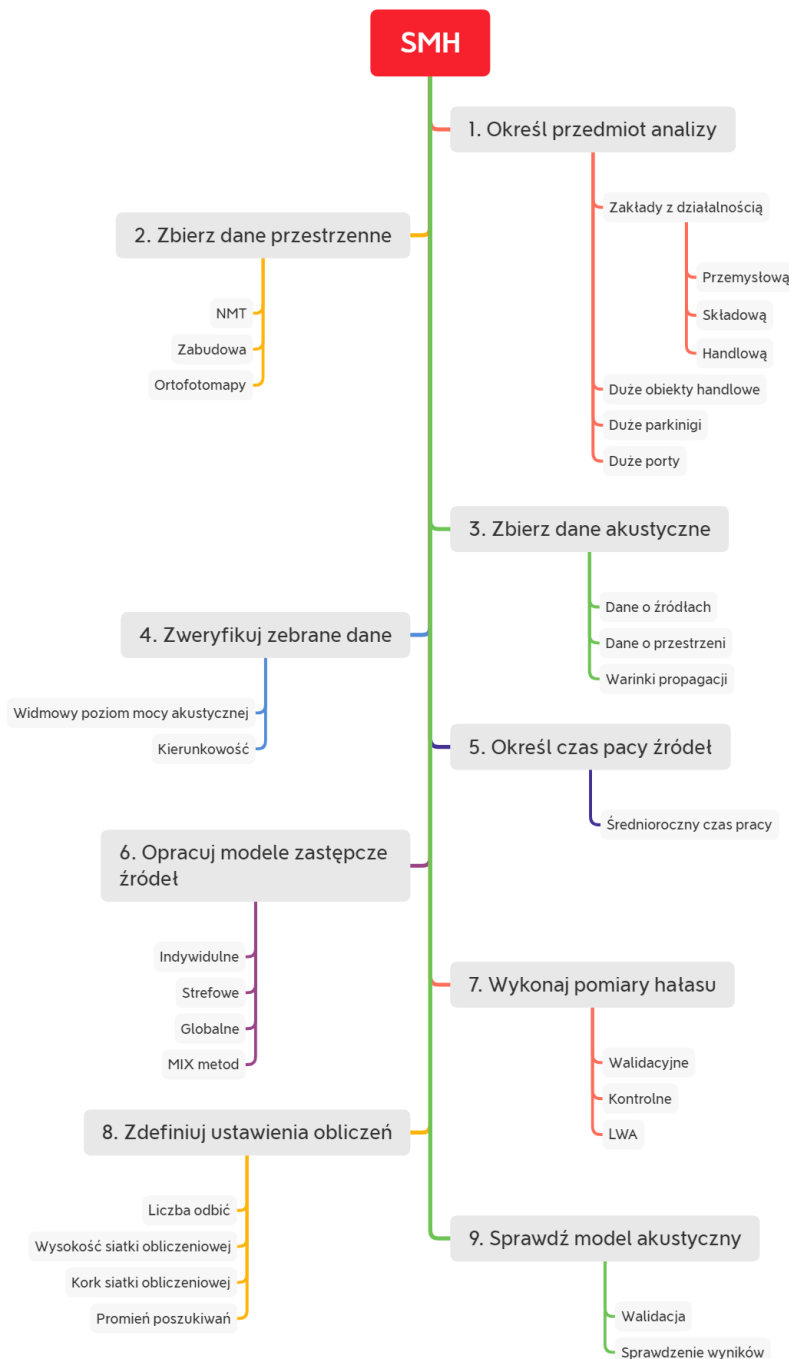 SMH
1. Określ przedmiot analizy
Zakłady z działalnością
Przemysłową
Składową
Handlową
Duże obiekty handlowe
Duże parkinigi
Duże porty
2. Zbierz dane przestrzenne
NMT
Zabudowa
Ortofotomapy
3. Zbierz dane akustyczne
Dane o źródłach
Dane o przestrzeni
Warinki propagacji
4. Zweryfikuj zebrane dane
Widmowy poziom mocy akustycznej
Kierunkowość
5. Określ czas pacy źródeł
Średnioroczny czas pracy
6. Opracuj modele zastępcze
źródeł
Indywidulne
Strefowe
Globalne
MIX metod
7. Wykonaj pomiary hałasu
Walidacyjne
Kontrolne
LWA
8. Zdefiniuj ustawienia obliczeń
Liczba odbić
Wysokość siatki obliczeniowej
Kork siatki obliczeniowej
Promień poszukiwań
9. Sprawdź model akustyczny
Walidacja
Sprawdzenie wyników